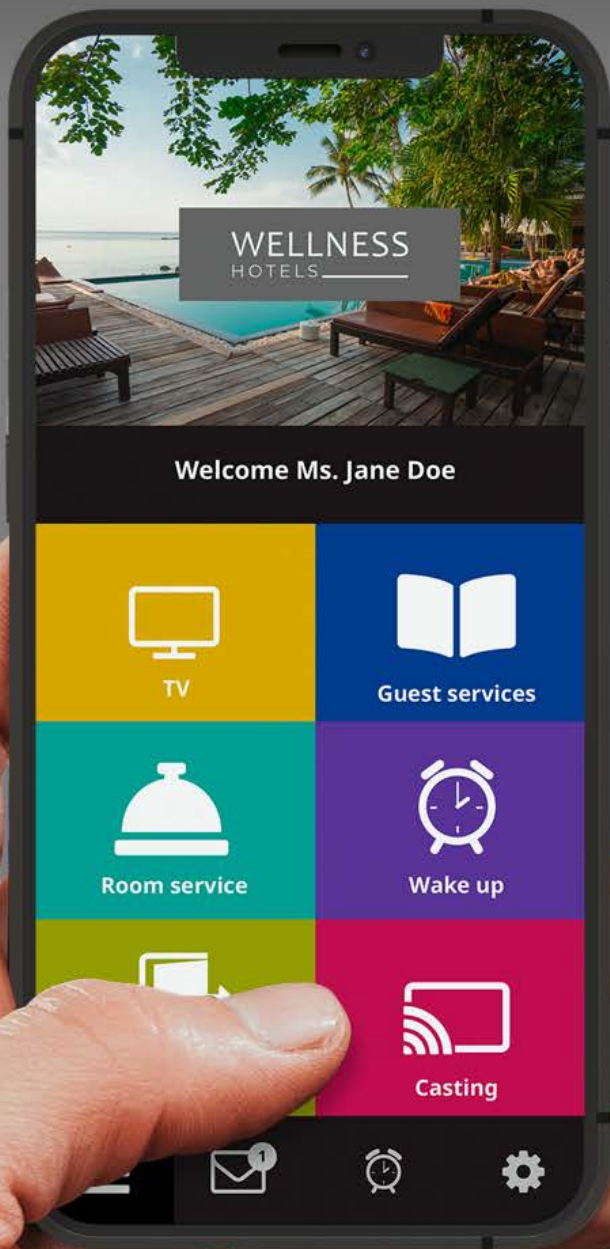 WELLNESS
HOTELS
Welcome Ms. Jane Doe
TV
Guest services
Room service
Wake up
Casting
1